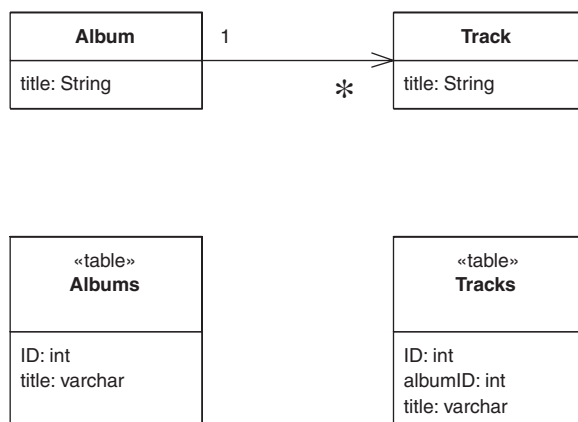 Album
1
Track
title: String
*
title: String
«table»
Albums
«table»
Tracks
ID: int
title: varchar
ID: int
albumID: int
title: varchar